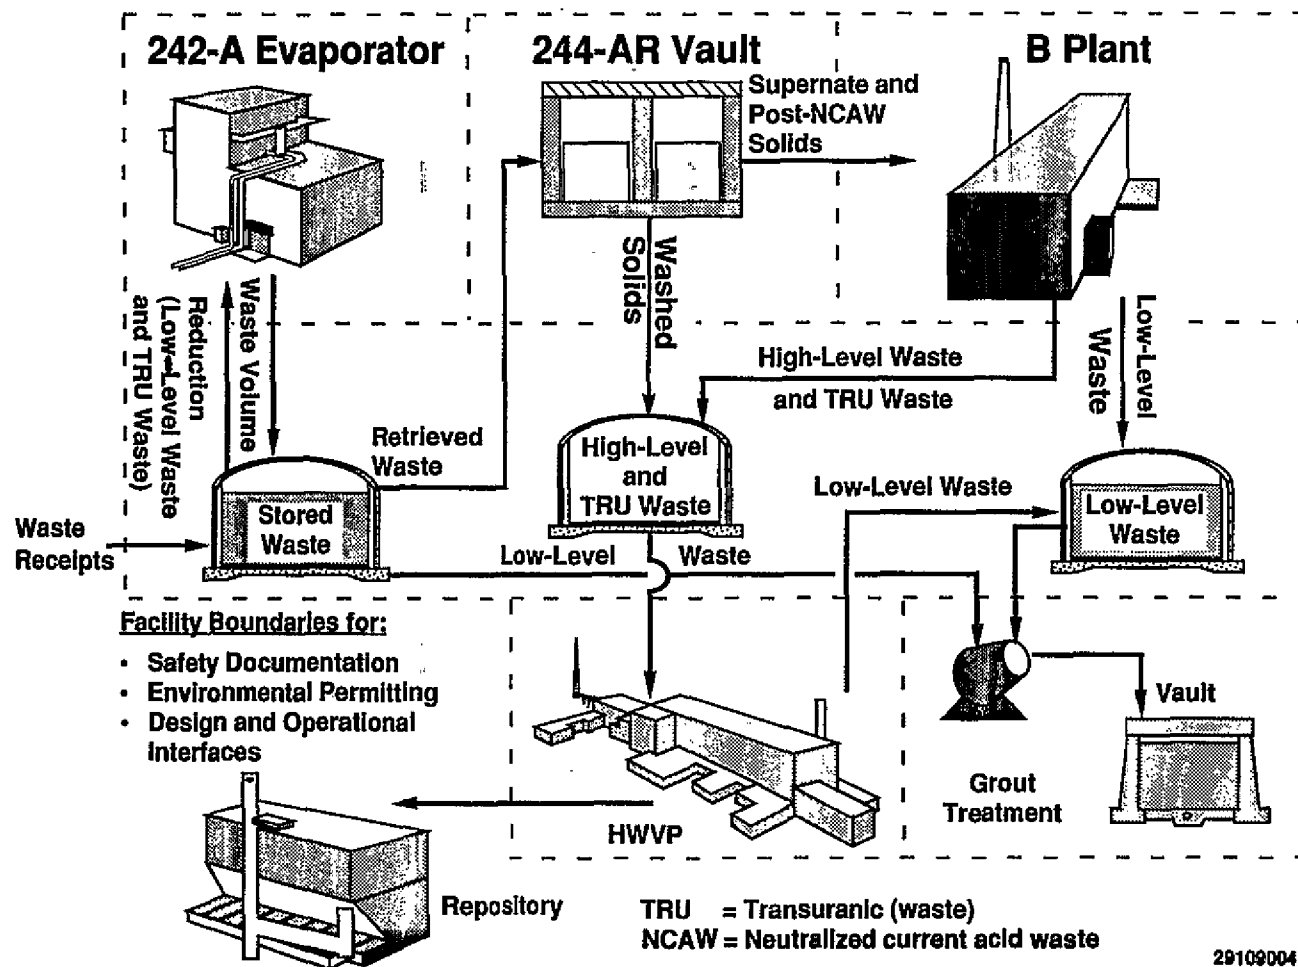 242-A Evaporator
244-AR Vault
B Plant
Supernate and
Post-NCAW
Solids
Washed
Solids
Waste Volume
Reduction
(Low-Level Waste
and TRU Waste)
High-Level Waste
and TRU Waste
Low-Level
Waste
Retrieved
Waste
High-Level
and
TRU Waste
Low-Level Waste
Stored
Waste
Low-Level
Waste
Waste
Receipts
Low-Level Waste
Facility Boundaries for:
• Safety Documentation
• Environmental Permitting
• Design and Operational
Interfaces
Vault
Grout
Treatment
HWVP
Repository
TRU = Transuranic (waste)
NCAW = Neutralized current acid waste
29109004